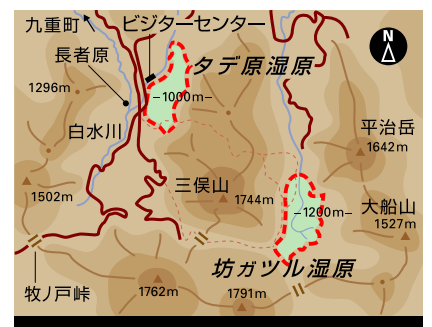 九重町
ビジターセンター
長者原
タデ原湿原
N
1296m
1000m
白水川
平治岳
1642m
三俣山
1502m
1744m
1200m
大船山
1527m
坊ガツル湿原
牧ノ戸峠
1762m
1791m